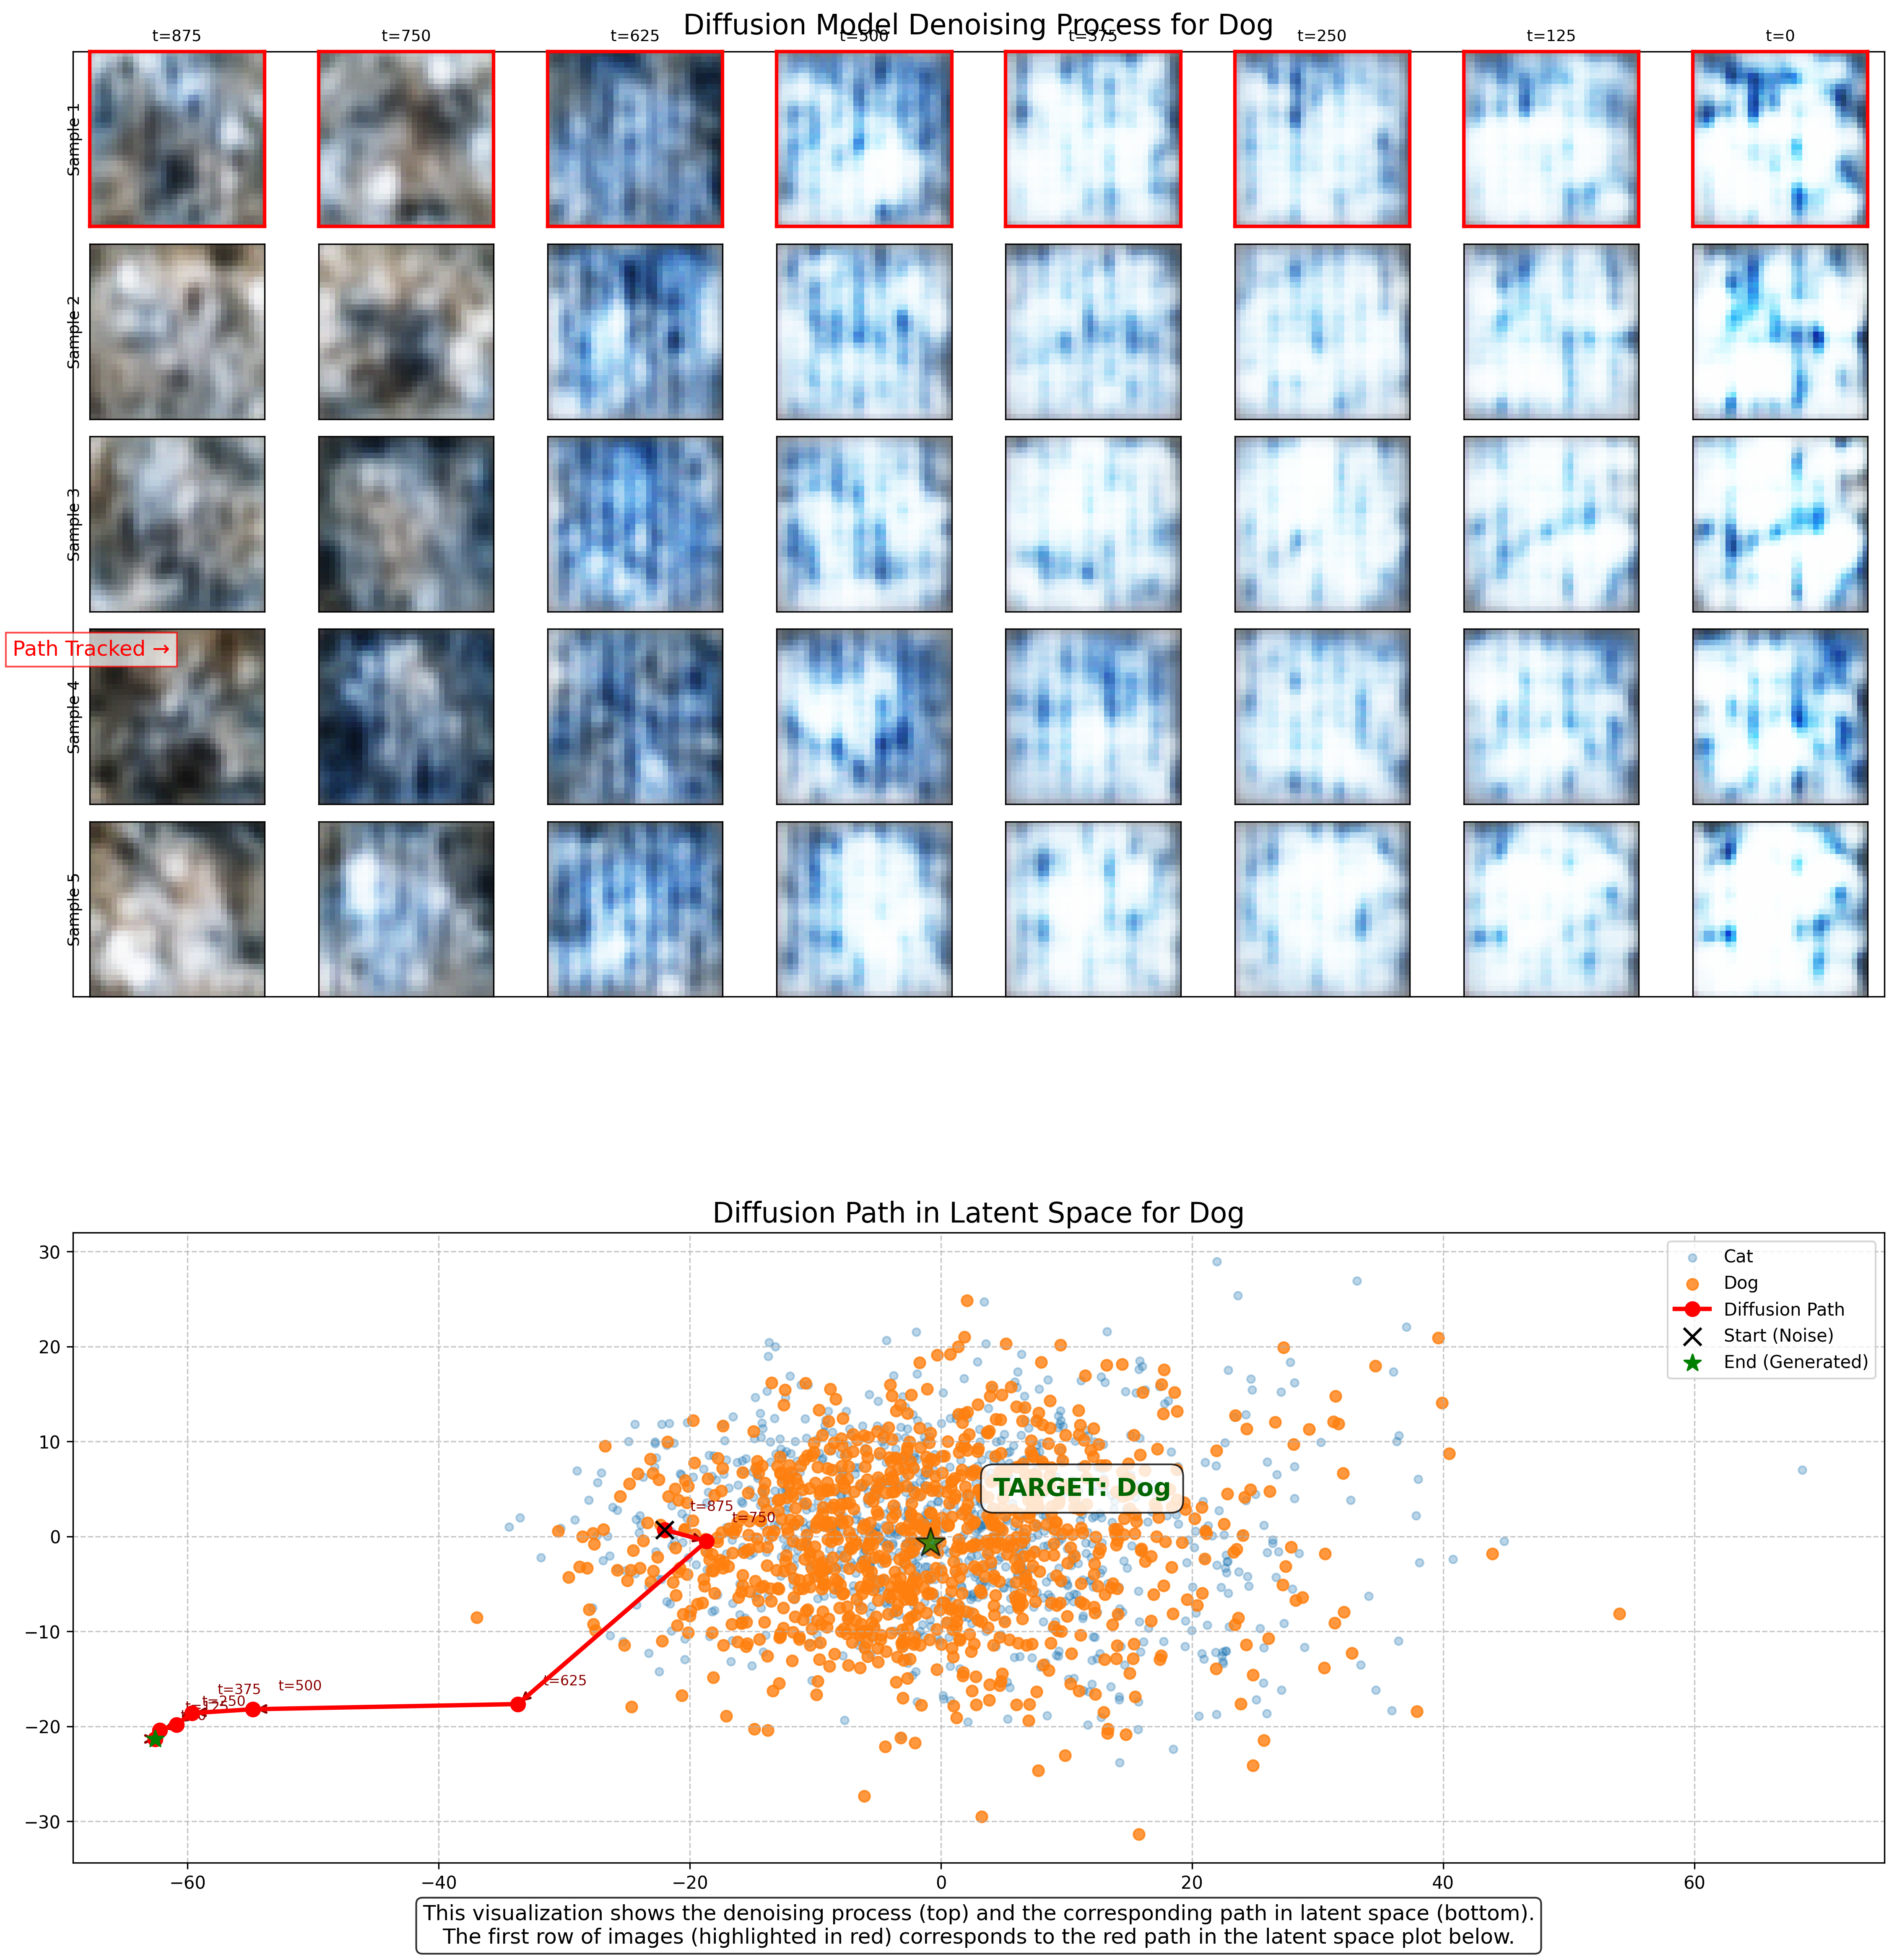 Diffusion Model Denoising Process for Dog
t=875
t=750
t=625
t=500
t=375
t=250
t=125
t=0
Sample 1
Sample 2
Sample 3
Path Tracked →
Sample 4
Sample 5
Diffusion Path in Latent Space for Dog
30
20
10
0
−10
−20
−30
Cat
Dog
Diffusion Path
Start (Noise)
End (Generated)
TARGET: Dog
t=875
t=750
t=625
t=500
t=375
t=250
t=125
−60
−40
−20
0
20
40
60
This visualization shows the denoising process (top) and the corresponding path in latent space (bottom).
The first row of images (highlighted in red) corresponds to the red path in the latent space plot below.